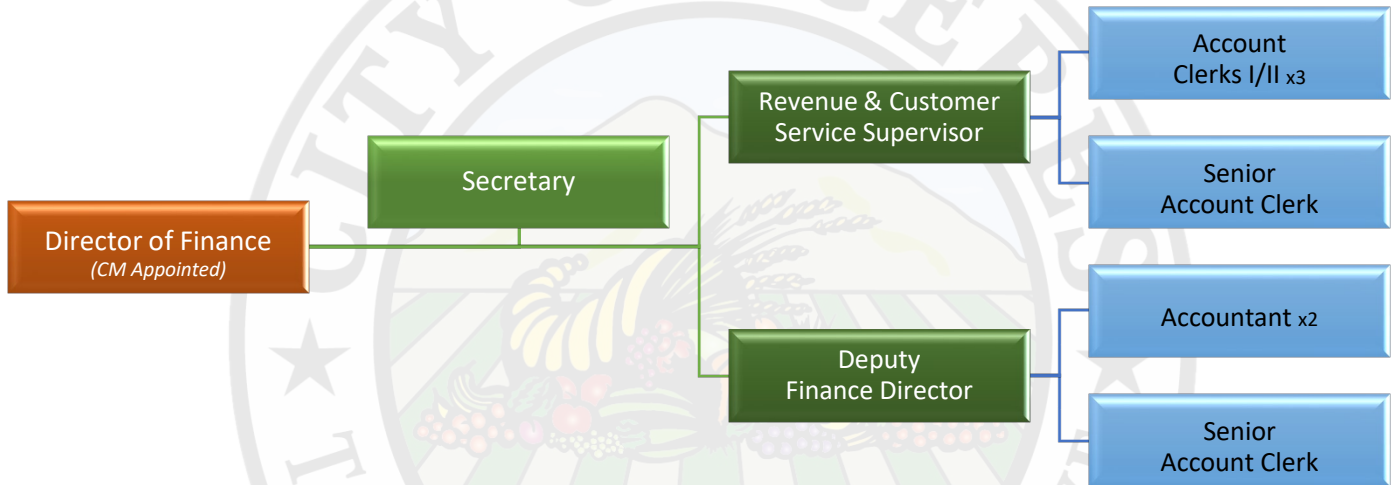 Account
Clerks I/II x3
Revenue & Customer
Service Supervisor
Secretary
Senior
Account Clerk
Director of Finance
(CM Appointed)
Accountant x2
Deputy
Finance Director
Senior
Account Clerk
CITY